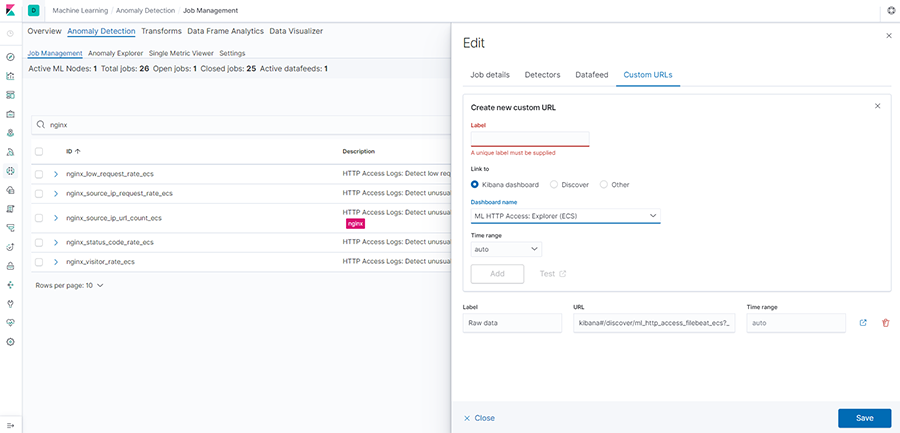 D Machine Learning / Anomaly Detection / Job Management
Overview Anomaly Detection Transforms Data Frame Analytics Data Visualizer
Job Management Anomaly Explorer Single Metric Viewer Settings
Active ML Nodes: 1 Total jobs: 26 Open jobs: 1 Closed jobs: 25 Active datafeeds: 1
nginx
ID Description
nginx_low_request_rate_ecs HTTP Access Logs: Detect low req
nginx_source_ip_request_rate_ecs HTTP Access Logs: Detect unusua
nginx_source_ip_url_count_ecs HTTP Access Logs: Detect unusua
nginx
nginx_status_code_rate_ecs HTTP Access Logs: Detect unusua
nginx_visitor_rate_ecs HTTP Access Logs: Detect unusua
Rows per page: 10
Edit
Job details Detectors Datafeed Custom URLs
Create new custom URL
Label
A unique label must be supplied
Link to
Kibana dashboard Discover Other
Dashboard name
ML HTTP Access: Explorer (ECS)
Time range
auto
Add Test
Label URL Time range
Raw data kibana#/discover/ml_http_access_filebeat_ecs?_ auto
Close Save